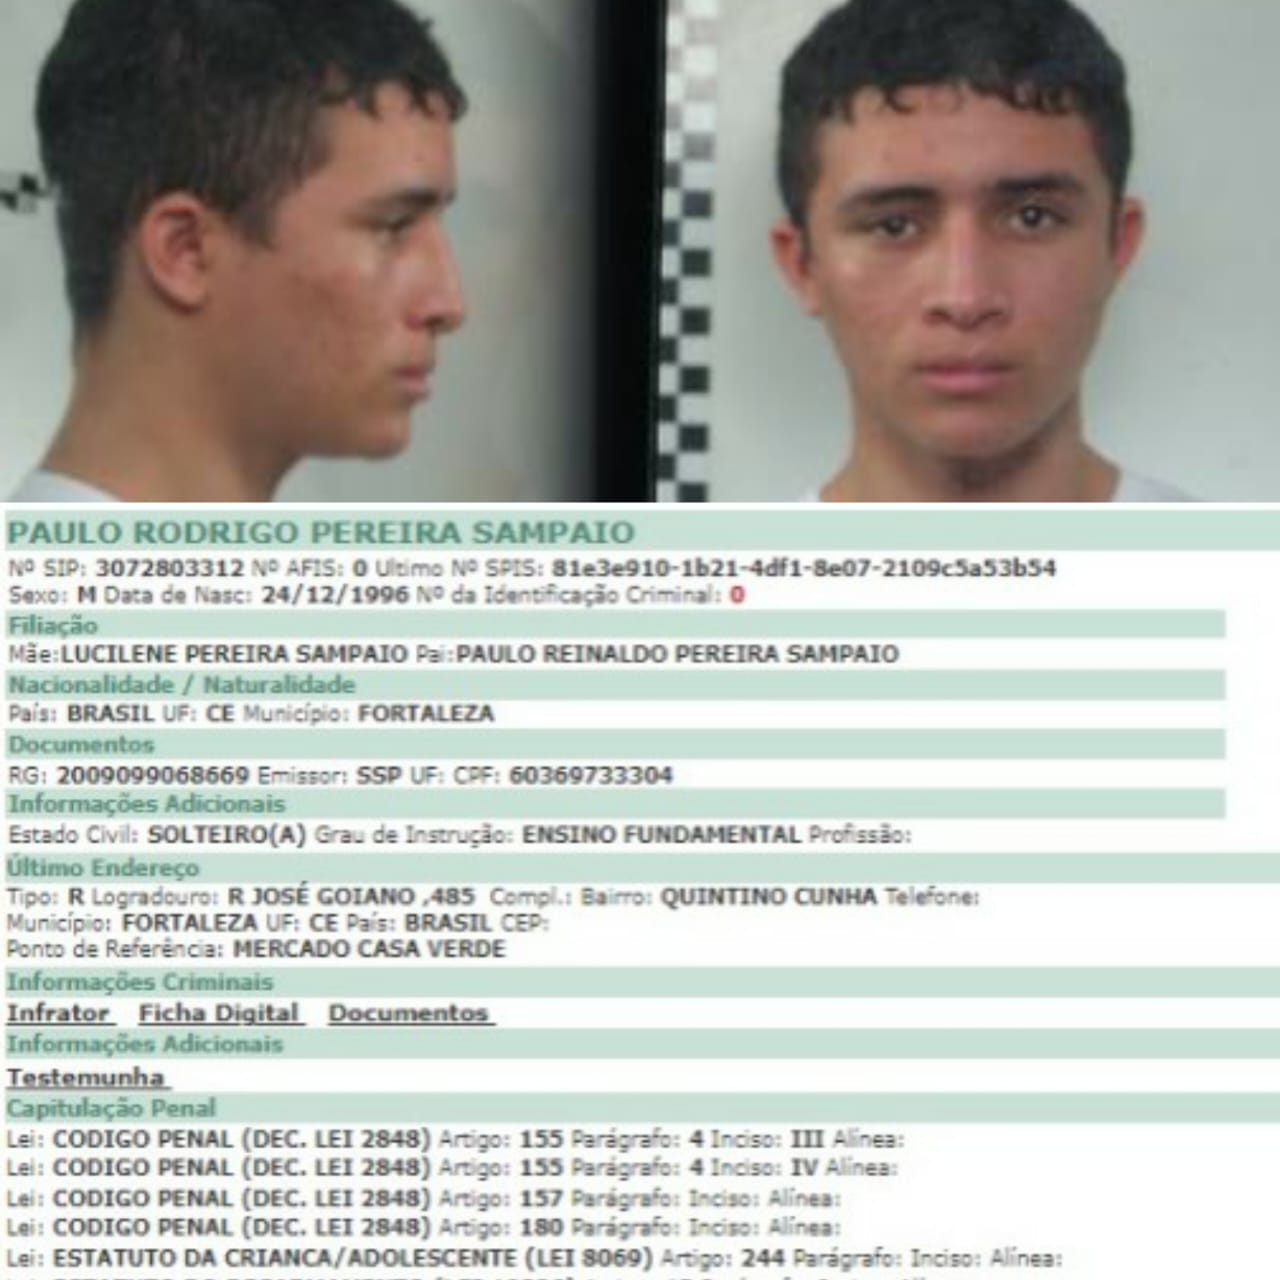 PAULO RODRIGO PEREIRA SAMPAIO
Nº SIP: 3072803312 Nº AFIS: 0 Ultimo Nº SPIS: 81e3e910-1b21-4df1-8e07-2109c5a53b54
Sexo: M Data de Nasc: 24/12/1996 Nº da Identificação Criminal: 0
Filiação
Mãe:LUCILENE PEREIRA SAMPAIO Pai:PAULO REINALDO PEREIRA SAMPAIO
Nacionalidade / Naturalidade
País: BRASIL UF: CE Município: FORTALEZA
Documentos
RG: 2009099068669 Emissor: SSP UF: CPF: 60369733304
Informações Adicionais
Estado Civil: SOLTEIRO(A) Grau de Instrução: ENSINO FUNDAMENTAL Profissão:
Último Endereço
Tipo: R Logradouro: R JOSÉ GOIANO ,485 Compl.: Bairro: QUINTINO CUNHA Telefone:
Município: FORTALEZA UF: CE País: BRASIL CEP:
Ponto de Referência: MERCADO CASA VERDE
Informações Criminais
Infrator Ficha Digital Documentos
Informações Adicionais
Testemunha
Capitulação Penal
Lei: CODIGO PENAL (DEC. LEI 2848) Artigo: 155 Parágrafo: 4 Inciso: III Alínea:
Lei: CODIGO PENAL (DEC. LEI 2848) Artigo: 155 Parágrafo: 4 Inciso: IV Alínea:
Lei: CODIGO PENAL (DEC. LEI 2848) Artigo: 157 Parágrafo: Inciso: Alínea:
Lei: CODIGO PENAL (DEC. LEI 2848) Artigo: 180 Parágrafo: Inciso: Alínea:
Lei: ESTATUTO DA CRIANCA/ADOLESCENTE (LEI 8069) Artigo: 244 Parágrafo: Inciso: Alínea: